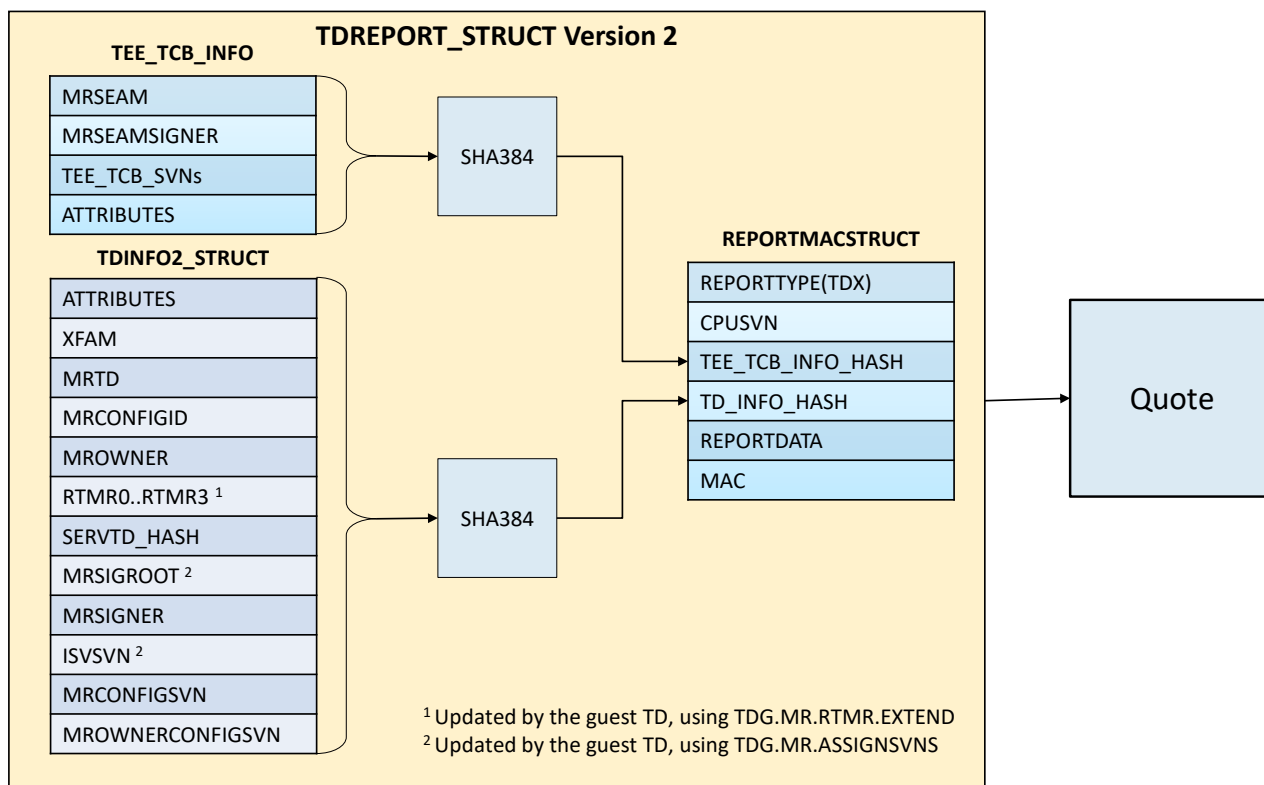 TDREPORT_STRUCT Version 2
TEE_TCB_INFO
MRSEAM
MRSEAMSIGNER
TEE_TCB_SVNs
ATTRIBUTES
SHA384
TDINFO2_STRUCT
ATTRIBUTES
XFAM
MRTD
MRCONFIGID
MROWNER
RTMR0..RTMR3 ¹
SERVTD_HASH
MRSIGROOT ²
MRSIGNER
ISVSVN ²
MRCONFIGSVN
MROWNERCONFIGSVN
SHA384
REPORTMACSTRUCT
REPORTTYPE(TDX)
CPUSVN
TEE_TCB_INFO_HASH
TD_INFO_HASH
REPORTDATA
MAC
Quote
¹ Updated by the guest TD, using TDG.MR.RTMR.EXTEND
² Updated by the guest TD, using TDG.MR.ASSIGNSVNS